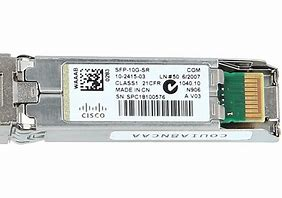 SFP-10G-SR COM
10-2415-03 LN#50 6/2007
CLASS1 21CFR 1040.10
MADE IN CN N906
SN:SPC18100576 A V03
CISCO
COUIABNCAA